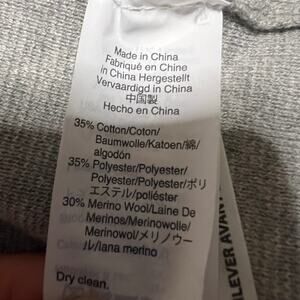 Made in China
Fabriqué en Chine
in China Hergestellt
Vervaardigd in China
中国製
Hecho en China
35% Cotton/Coton/
Baumwolle/Katoen/綿/
algodón
35% Polyester/Polyester/
Polyester/Polyester/ポリ
エステル/poliéster
30% Merino Wool/Laine De
Merinos/Merinowolle/
Merinowol/メリノウー
ル/lana merino
Dry clean.
LEVER AVANT